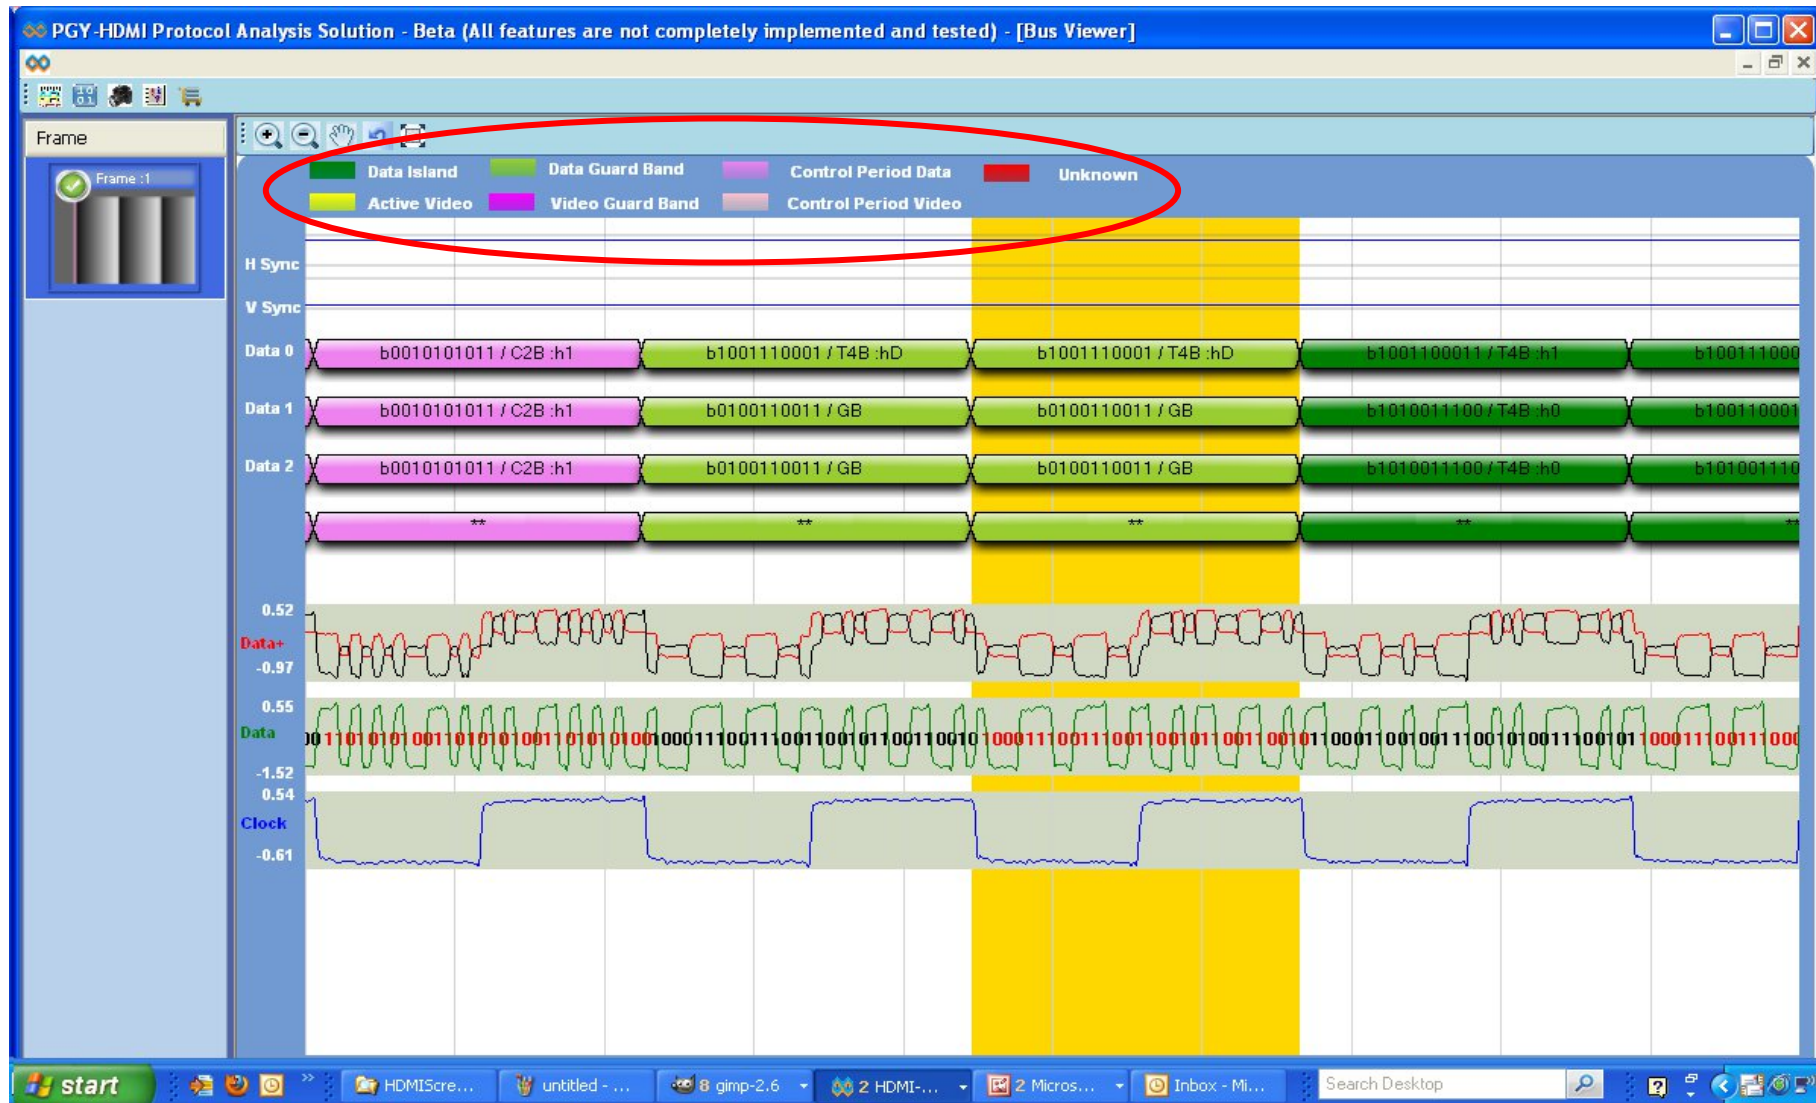 PGY-HDMI Protocol Analysis Solution - Beta (All features are not completely implemented and tested) - [Bus Viewer]
Frame
Frame :1
Data Island Data Guard Band Control Period Data Unknown
Active Video Video Guard Band Control Period Video
H Sync
V Sync
Data 0 b0010101011 / C2B :h1 b1001110001 / T4B :hD b1001110001 / T4B :hD b1001100011 / T4B :h1 b100111000
Data 1 b0010101011 / C2B :h1 b0100110011 / GB b0100110011 / GB b1010011100 / T4B :h0 b100110001
Data 2 b0010101011 / C2B :h1 b0100110011 / GB b0100110011 / GB b1010011100 / T4B :h0 b101001110
** ** ** ** **
0.52
Data+
-0.97
0.55
Data
-1.52
0.54
Clock
-0.61
start HDMIScre... untitled - ... 8 gimp-2.6 2 HDMI-... 2 Micros... Inbox - Mi... Search Desktop